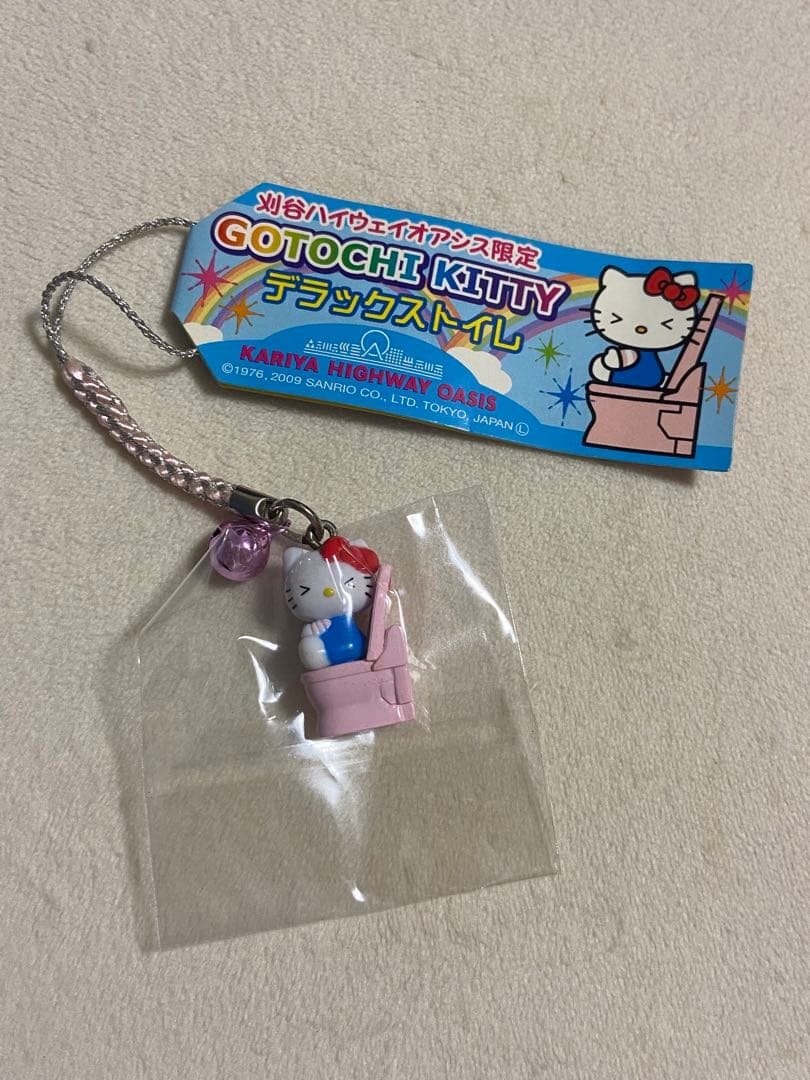 刈谷ハイウェイオアシス限定
GOTOCHI KITTY
デラックストイレ
KARIYA HIGHWAY OASIS
©1976, 2009 SANRIO CO., LTD. TOKYO, JAPAN Ⓛ